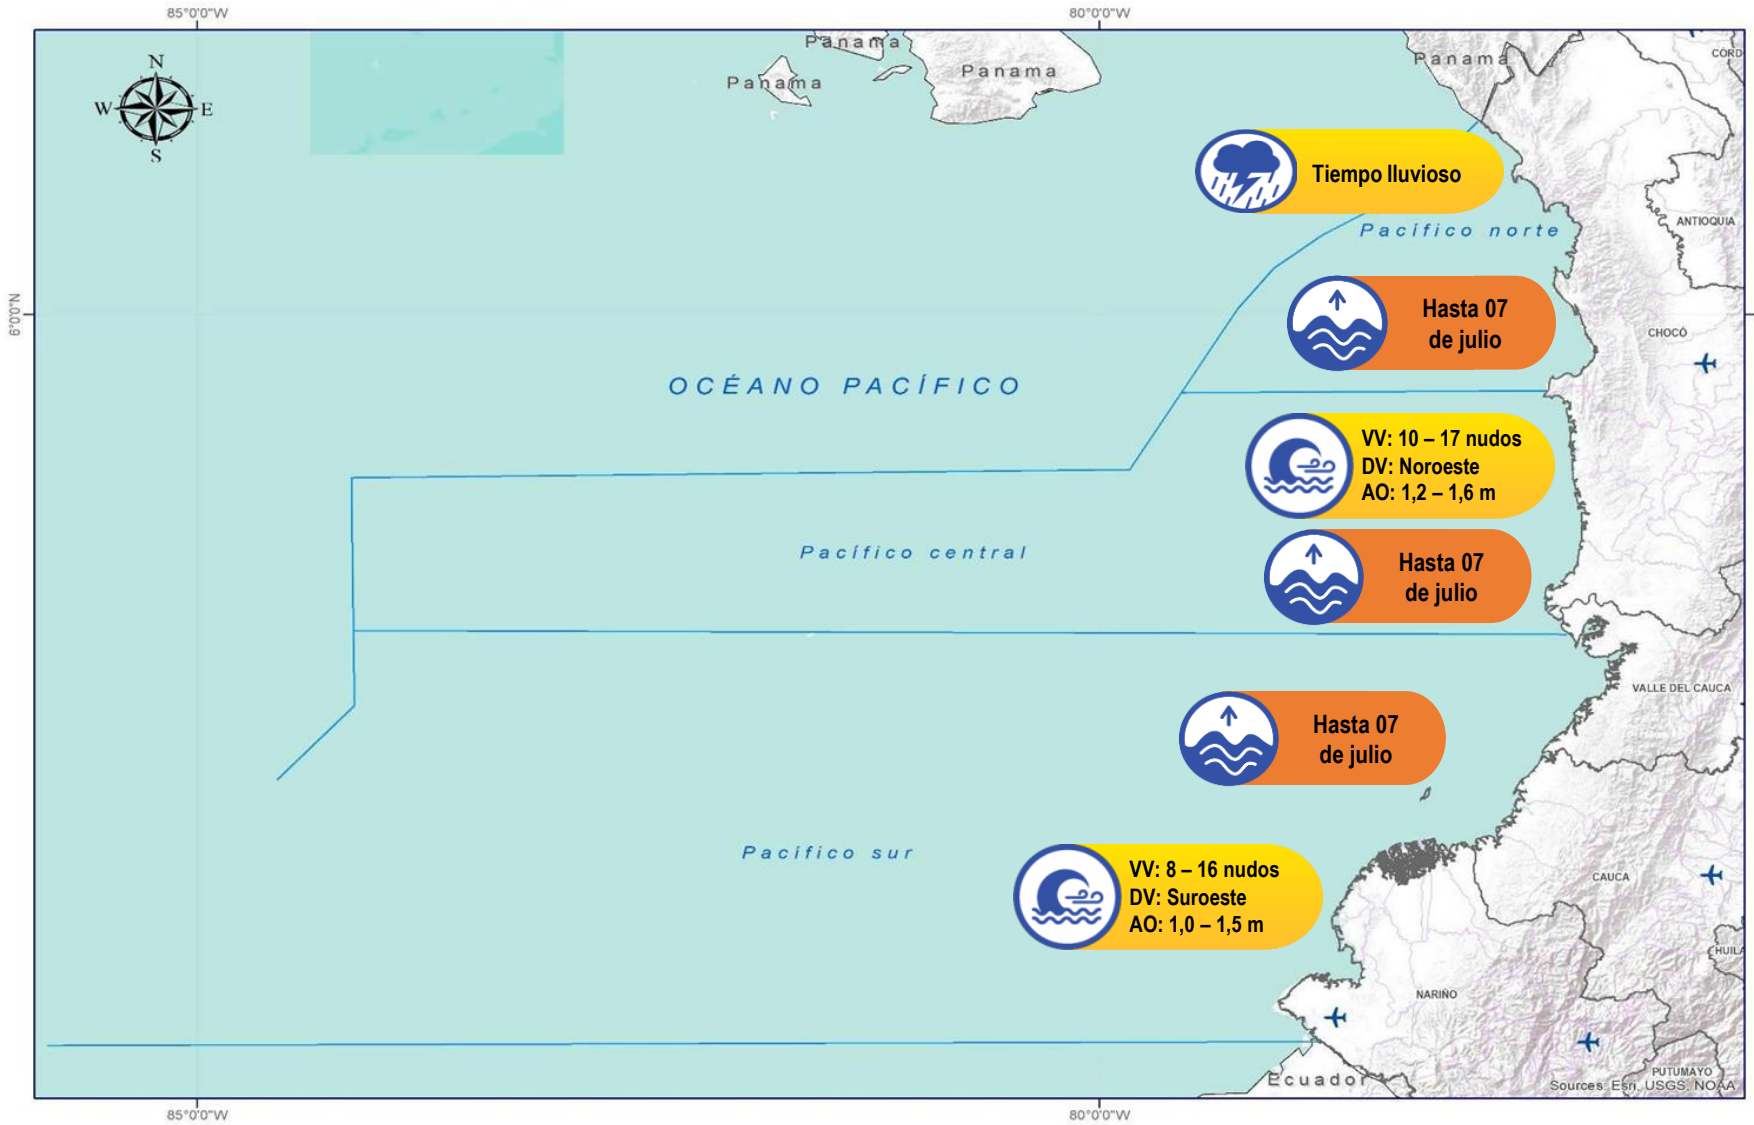 85°0'0"W
80°0'0"W
N
W
E
S
Panama
Panama
Panama
Panama
CORD
Tiempo lluvioso
ANTIOQUIA
Pacífico norte
6°0'0"N
Hasta 07
de julio
CHOCÓ
OCÉANO PACÍFICO
VV: 10 – 17 nudos
DV: Noroeste
AO: 1,2 – 1,6 m
Pacífico central
Hasta 07
de julio
VALLE DEL CAUCA
Hasta 07
de julio
Pacífico sur
VV: 8 – 16 nudos
DV: Suroeste
AO: 1,0 – 1,5 m
CAUCA
HUILA
NARIÑO
PUTUMAYO
Ecuador
Sources: Esri, USGS, NOAA
85°0'0"W
80°0'0"W